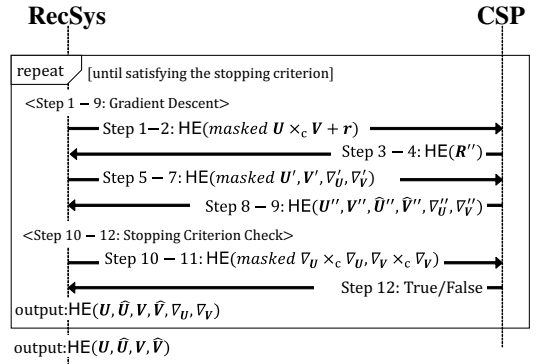 RecSys CSP
repeat [until satisfying the stopping criterion]
<Step 1 − 9: Gradient Descent>
Step 1−2: HE(masked U ×c V + r)
Step 3 − 4: HE(R′′)
Step 5 − 7: HE(masked U′, V′, ∇′U, ∇′V)
Step 8 − 9: HE(U′′, V′′, Û′′, V̂′′, ∇′′U, ∇′′V)
<Step 10 − 12: Stopping Criterion Check>
Step 10 − 11: HE(masked ∇U ×c ∇U, ∇V ×c ∇V)
Step 12: True/False
output:HE(U, Û, V, V̂, ∇U, ∇V)
output:HE(U, Û, V, V̂)